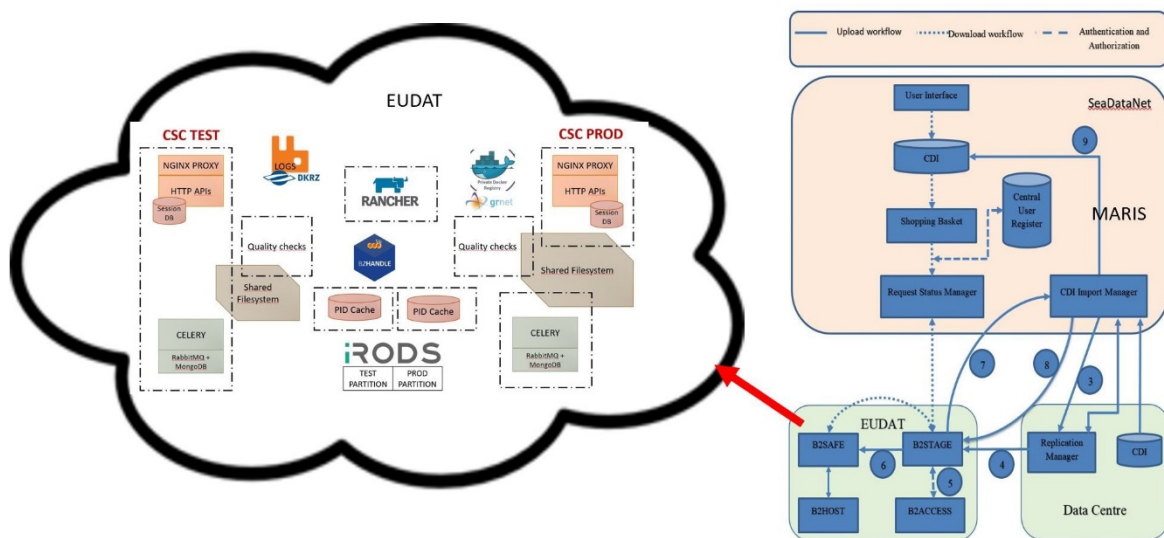 EUDAT
CSC TEST
NGINX PROXY
HTTP APIs
Session
DB
LOGS
DKRZ
RANCHER
Private Docker
Registry
grnet
CSC PROD
NGINX PROXY
HTTP APIs
Session
DB
Quality checks
B2HANDLE
Quality checks
Shared
Filesystem
Shared Filesystem
PID Cache
PID Cache
CELERY
RabbitMQ +
MongoDB
iRODS
TEST
PARTITION
PROD
PARTITION
CELERY
RabbitMQ +
MongoDB
Upload workflow
Download workflow
Authentication and
Authorization
SeaDataNet
User Interface
CDI
9
Central
User
Register
MARIS
Shopping Basket
Request Status Manager
CDI Import Manager
7
8
3
EUDAT
B2SAFE
B2STAGE
Replication
Manager
CDI
6
4
5
B2HOST
B2ACCESS
Data Centre